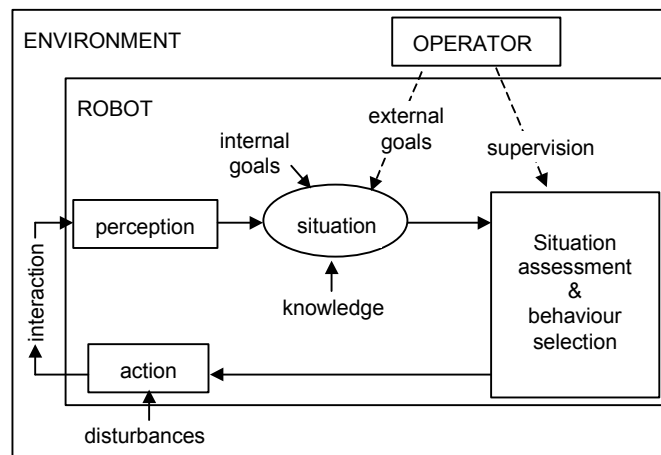 ENVIRONMENT
OPERATOR
ROBOT
internal
goals
external
goals
supervision
perception
situation
Situation
assessment
&
behaviour
selection
interaction
knowledge
action
disturbances